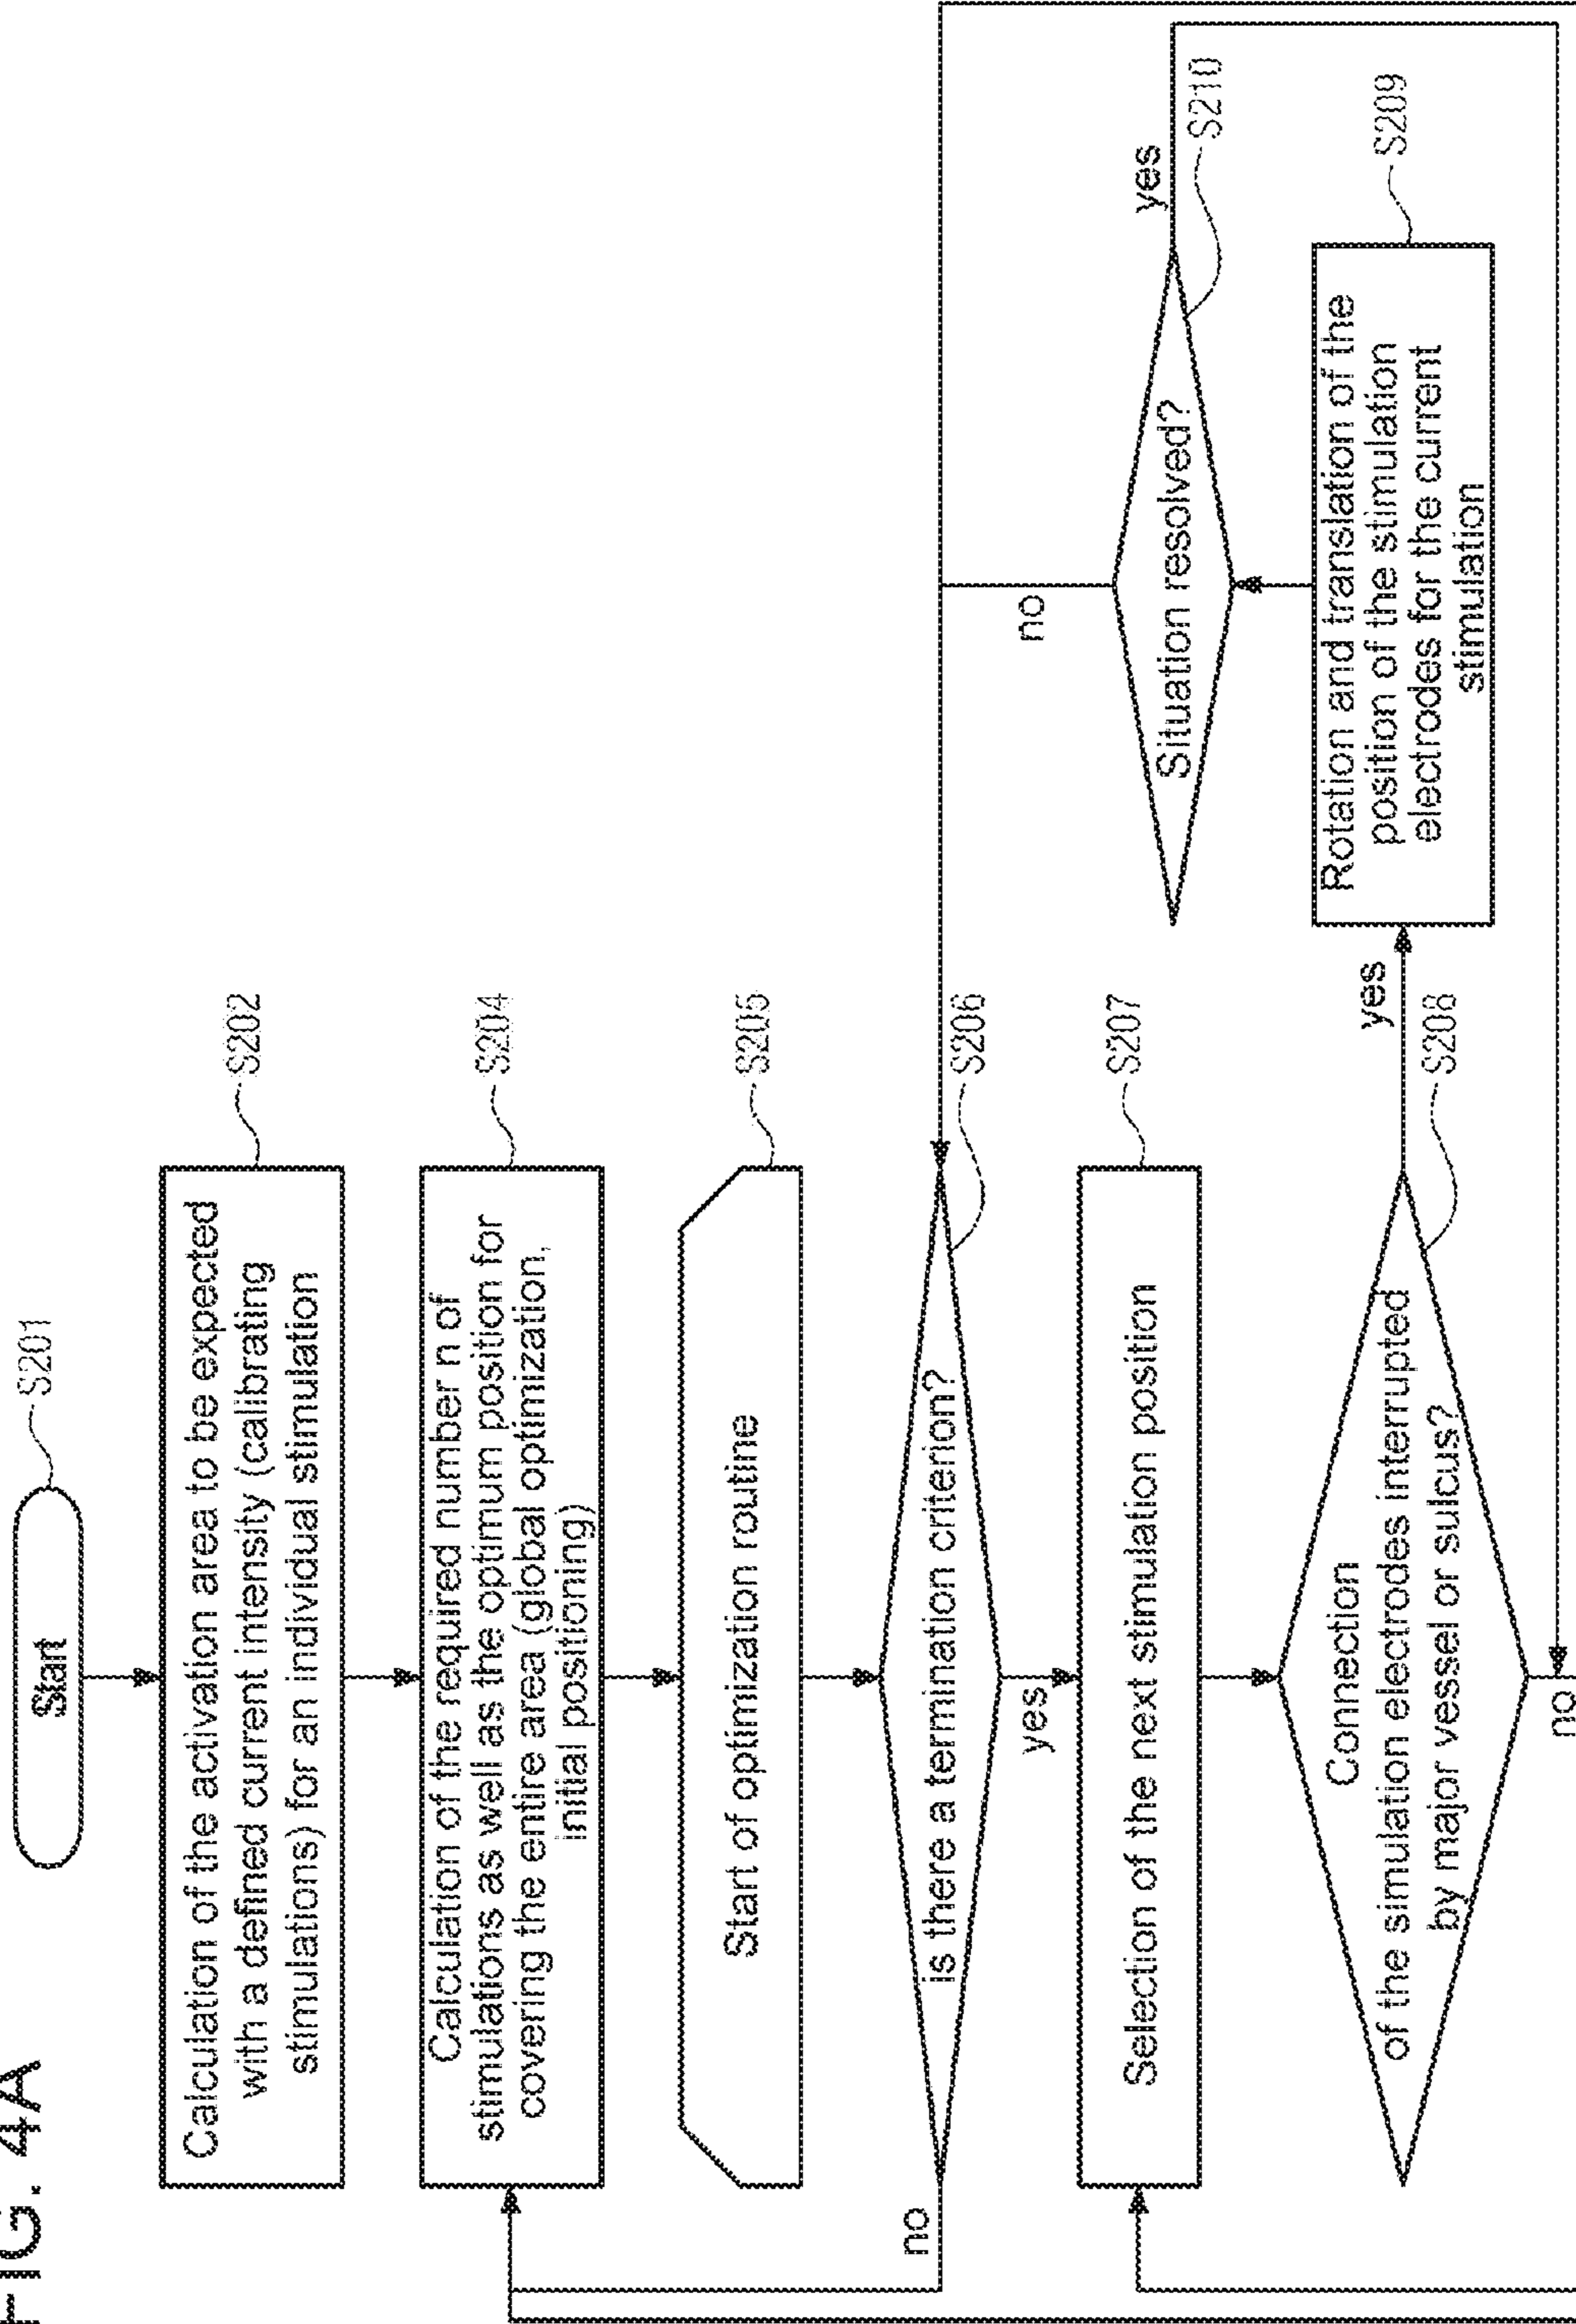 FIG. 4A
Start
S201
Calculation of the activation area to be expected
with a defined current intensity (calibrating
stimulations) for an individual stimulation
S202
Calculation of the required number n of
stimulations as well as the optimum position for
covering the entire area (global optimization,
initial positioning)
S204
Start of optimization routine
S205
is there a termination criterion?
S206
no
yes
Selection of the next stimulation position
S207
Connection
of the simulation electrodes interrupted
by major vessel or sulcus?
S208
yes
no
Rotation and translation of the
position of the stimulation
electrodes for the current
stimulation
S209
Situation resolved?
S210
no
yes